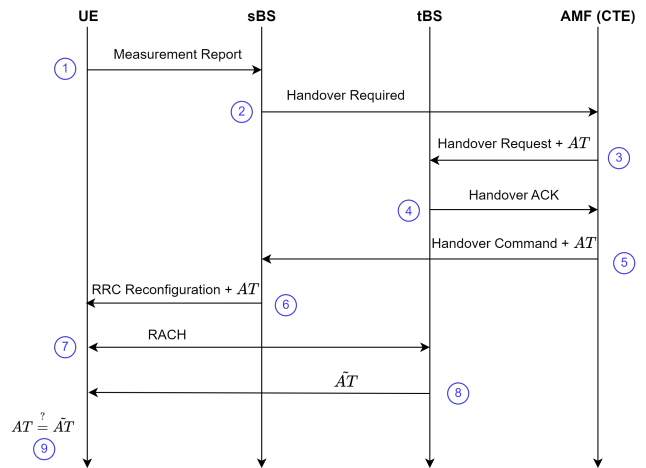 UE sBS tBS AMF (CTE)
Measurement Report
1
Handover Required
2
Handover Request + AT
3
Handover ACK
4
Handover Command + AT
5
RRC Reconfiguration + AT
6
RACH
7
ÃT
8
AT ≟ ÃT
9